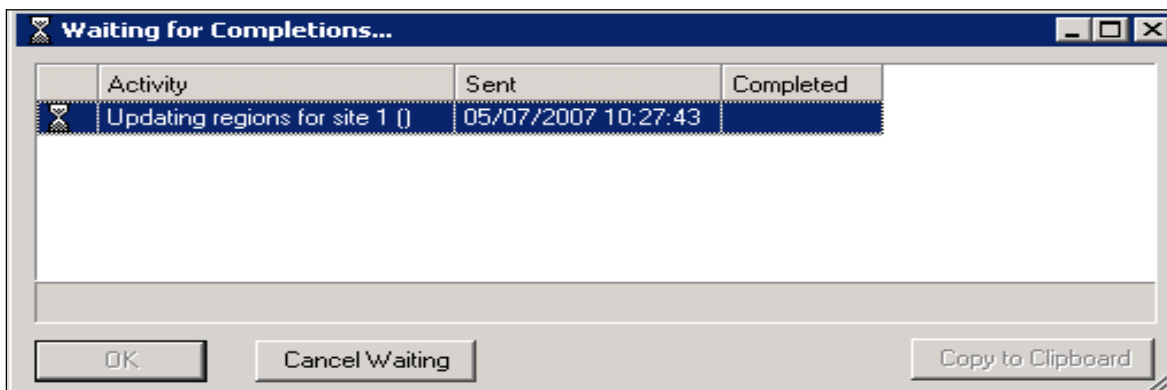 Waiting for Completions...
Activity Sent Completed
Updating regions for site 1 () 05/07/2007 10:27:43
OK Cancel Waiting Copy to Clipboard